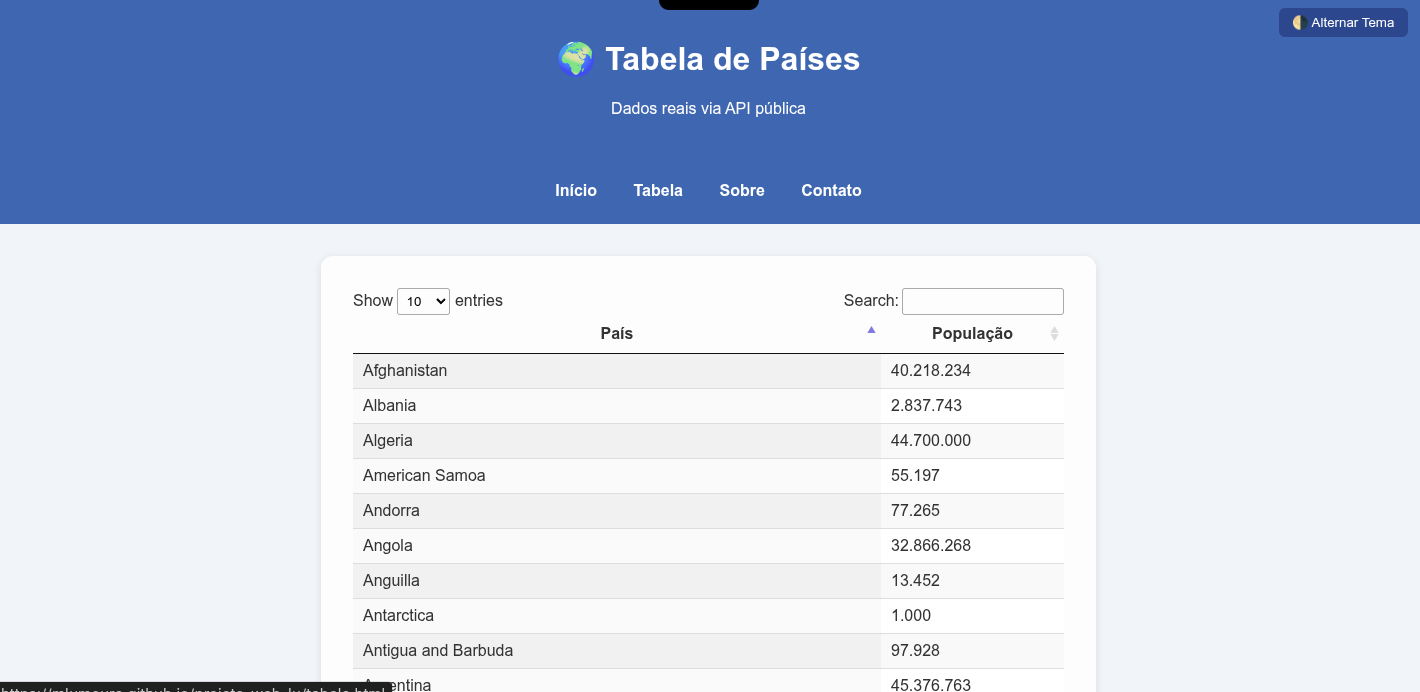 Alternar Tema
Tabela de Países
Dados reais via API pública
Início Tabela Sobre Contato
Show 10 entries Search:
País População
Afghanistan 40.218.234
Albania 2.837.743
Algeria 44.700.000
American Samoa 55.197
Andorra 77.265
Angola 32.866.268
Anguilla 13.452
Antarctica 1.000
Antigua and Barbuda 97.928
45.376.763